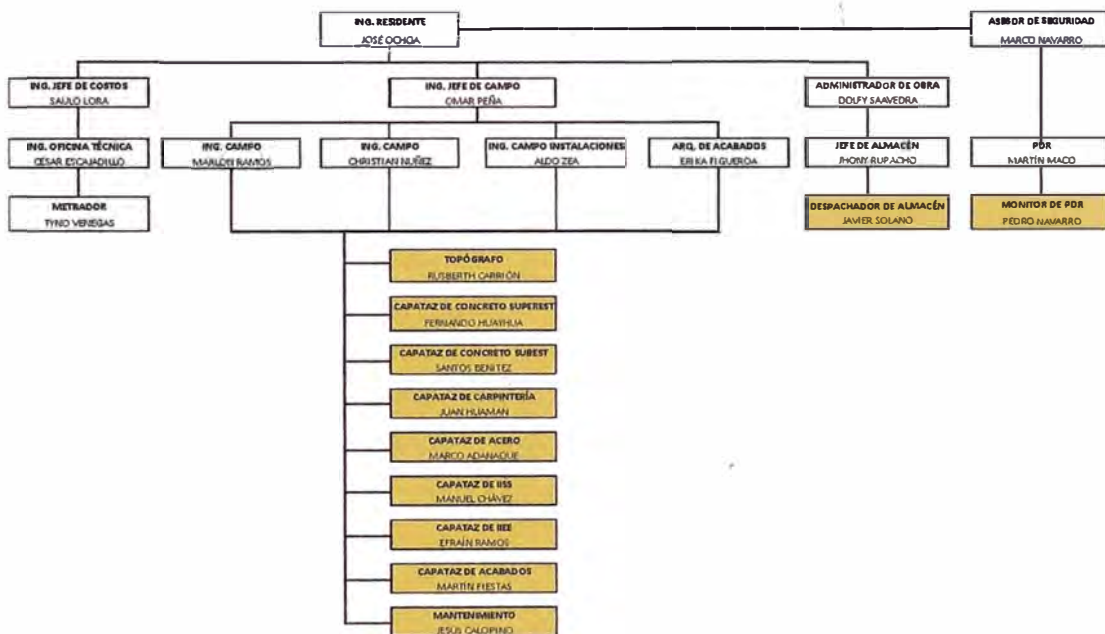 ING. RESIDENTE
JOSÉ OCHOA
ASESOR DE SEGURIDAD
MARCO NAVARRO
ING. JEFE DE COSTOS
SAULO LORA
ING. JEFE DE CAMPO
OMAR PEÑA
ADMINISTRADOR DE OBRA
DOLFY SAAVEDRA
ING. OFICINA TÉCNICA
CÉSAR ESCAJADILLO
ING. CAMPO
MARLON RAMOS
ING. CAMPO
CHRISTIAN NUÑEZ
ING. CAMPO INSTALACIONES
ALDO ZEA
ARQ. DE ACABADOS
ERIKA FIGUEROA
JEFE DE ALMACÉN
JHONY RUPACHO
PDR
MARTÍN MACO
METRADOR
TYNO VENEGAS
DESPACHADOR DE ALMACÉN
JAVIER SOLANO
MONITOR DE PDR
PEDRO NAVARRO
TOPÓGRAFO
RUSBERTH CARRIÓN
CAPATAZ DE CONCRETO SUPEREST
FERNANDO HUAYHUA
CAPATAZ DE CONCRETO SUBEST
SANTOS BENITEZ
CAPATAZ DE CARPINTERÍA
JUAN HUAMAN
CAPATAZ DE ACERO
MARCO ADANAQUE
CAPATAZ DE IISS
MANUEL CHÁVEZ
CAPATAZ DE IIEE
EFRAÍN RAMOS
CAPATAZ DE ACABADOS
MARTÍN FIESTAS
MANTENIMIENTO
JESÚS CALOPINO